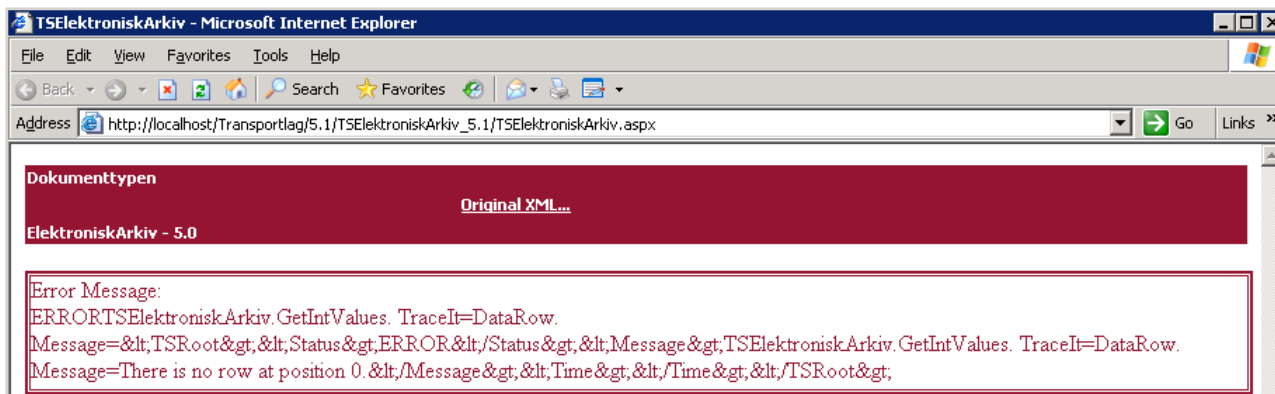 TSElektroniskArkiv - Microsoft Internet Explorer
File Edit View Favorites Tools Help
Back Search Favorites
Address http://localhost/Transportlag/5.1/TSElektroniskArkiv_5.1/TSElektroniskArkiv.aspx Go Links »
Dokumenttypen
Original XML...
ElektroniskArkiv - 5.0
Error Message:
ERRORTSElektroniskArkiv.GetIntValues. TraceIt=DataRow.
Message=&lt;TSRoot&gt;,&lt;Status&gt;ERROR&lt;/Status&gt;,&lt;Message&gt;TSElektroniskArkiv.GetIntValues. TraceIt=DataRow.
Message=There is no row at position 0.&lt;/Message&gt;,&lt;Time&gt;,&lt;/Time&gt;,&lt;/TSRoot&gt;